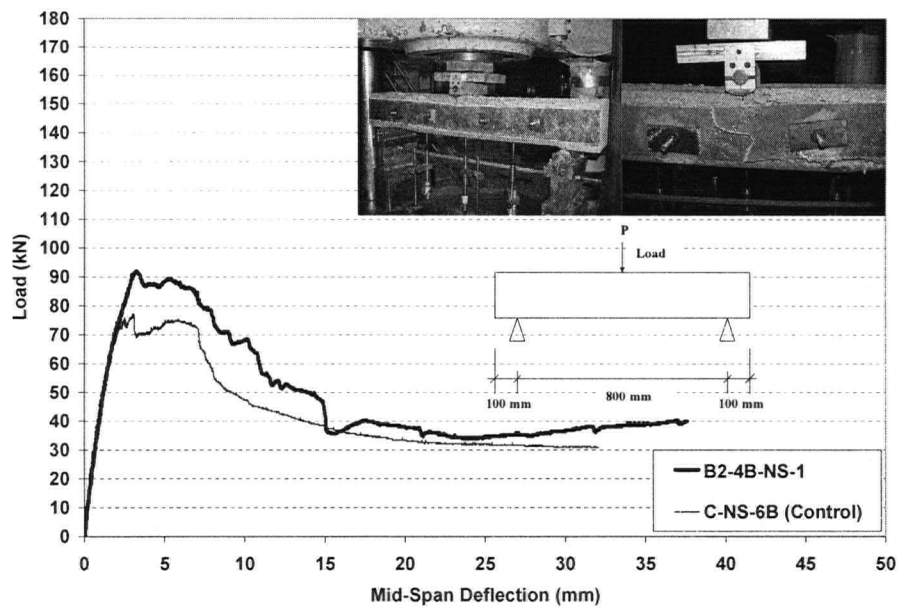 180
170
160
150
140
130
120
110
100
90
80
70
60
50
40
30
20
10
0
Load (kN)
P
Load
100 mm
800 mm
100 mm
B2-4B-NS-1
C-NS-6B (Control)
0 5 10 15 20 25 30 35 40 45 50
Mid-Span Deflection (mm)